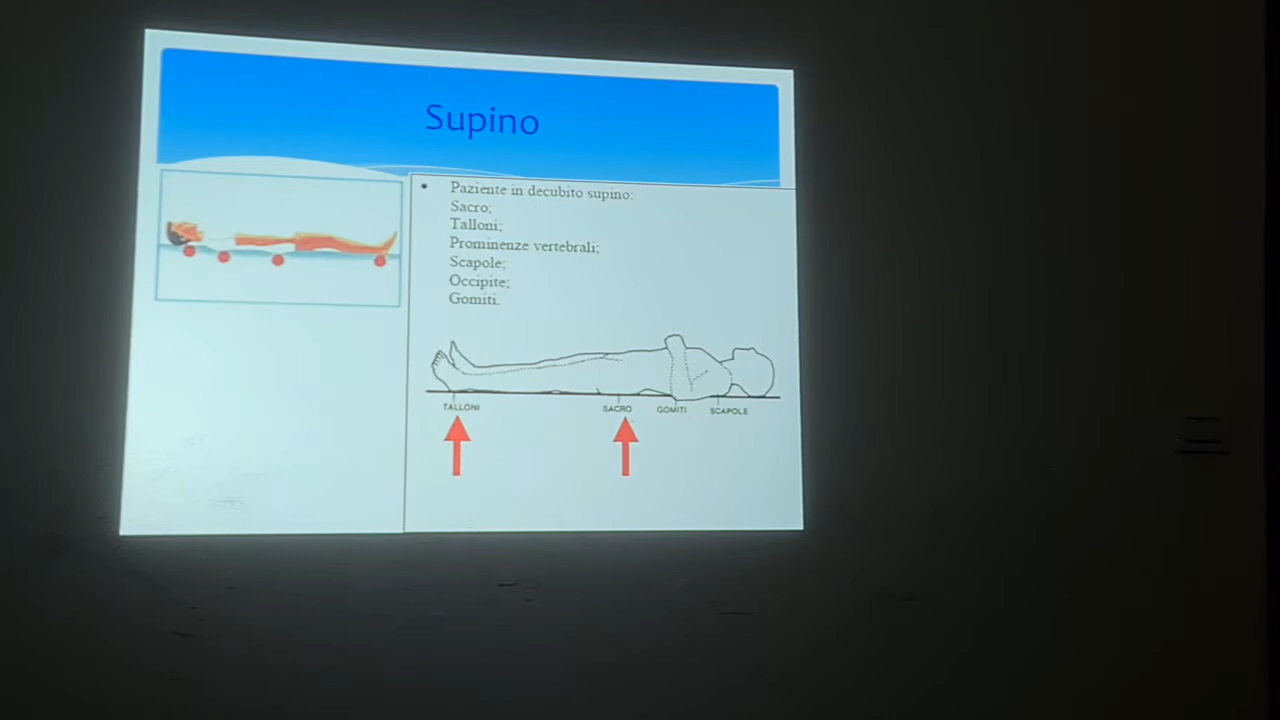 Supino
• Paziente in decubito supino:
Sacro;
Talloni;
Prominenze vertebrali;
Scapole;
Occipite;
Gomiti.
TALLONI SACRO GOMITI SCAPOLE